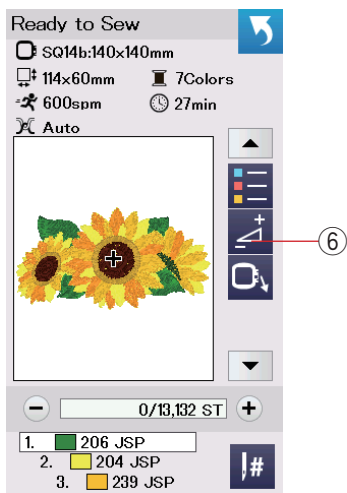 Ready to Sew
SQ14b:140x140mm
114x60mm 7Colors
600spm 27min
Auto
⑥
0/13,132 ST
1. 206 JSP
2. 204 JSP
3. 239 JSP
#